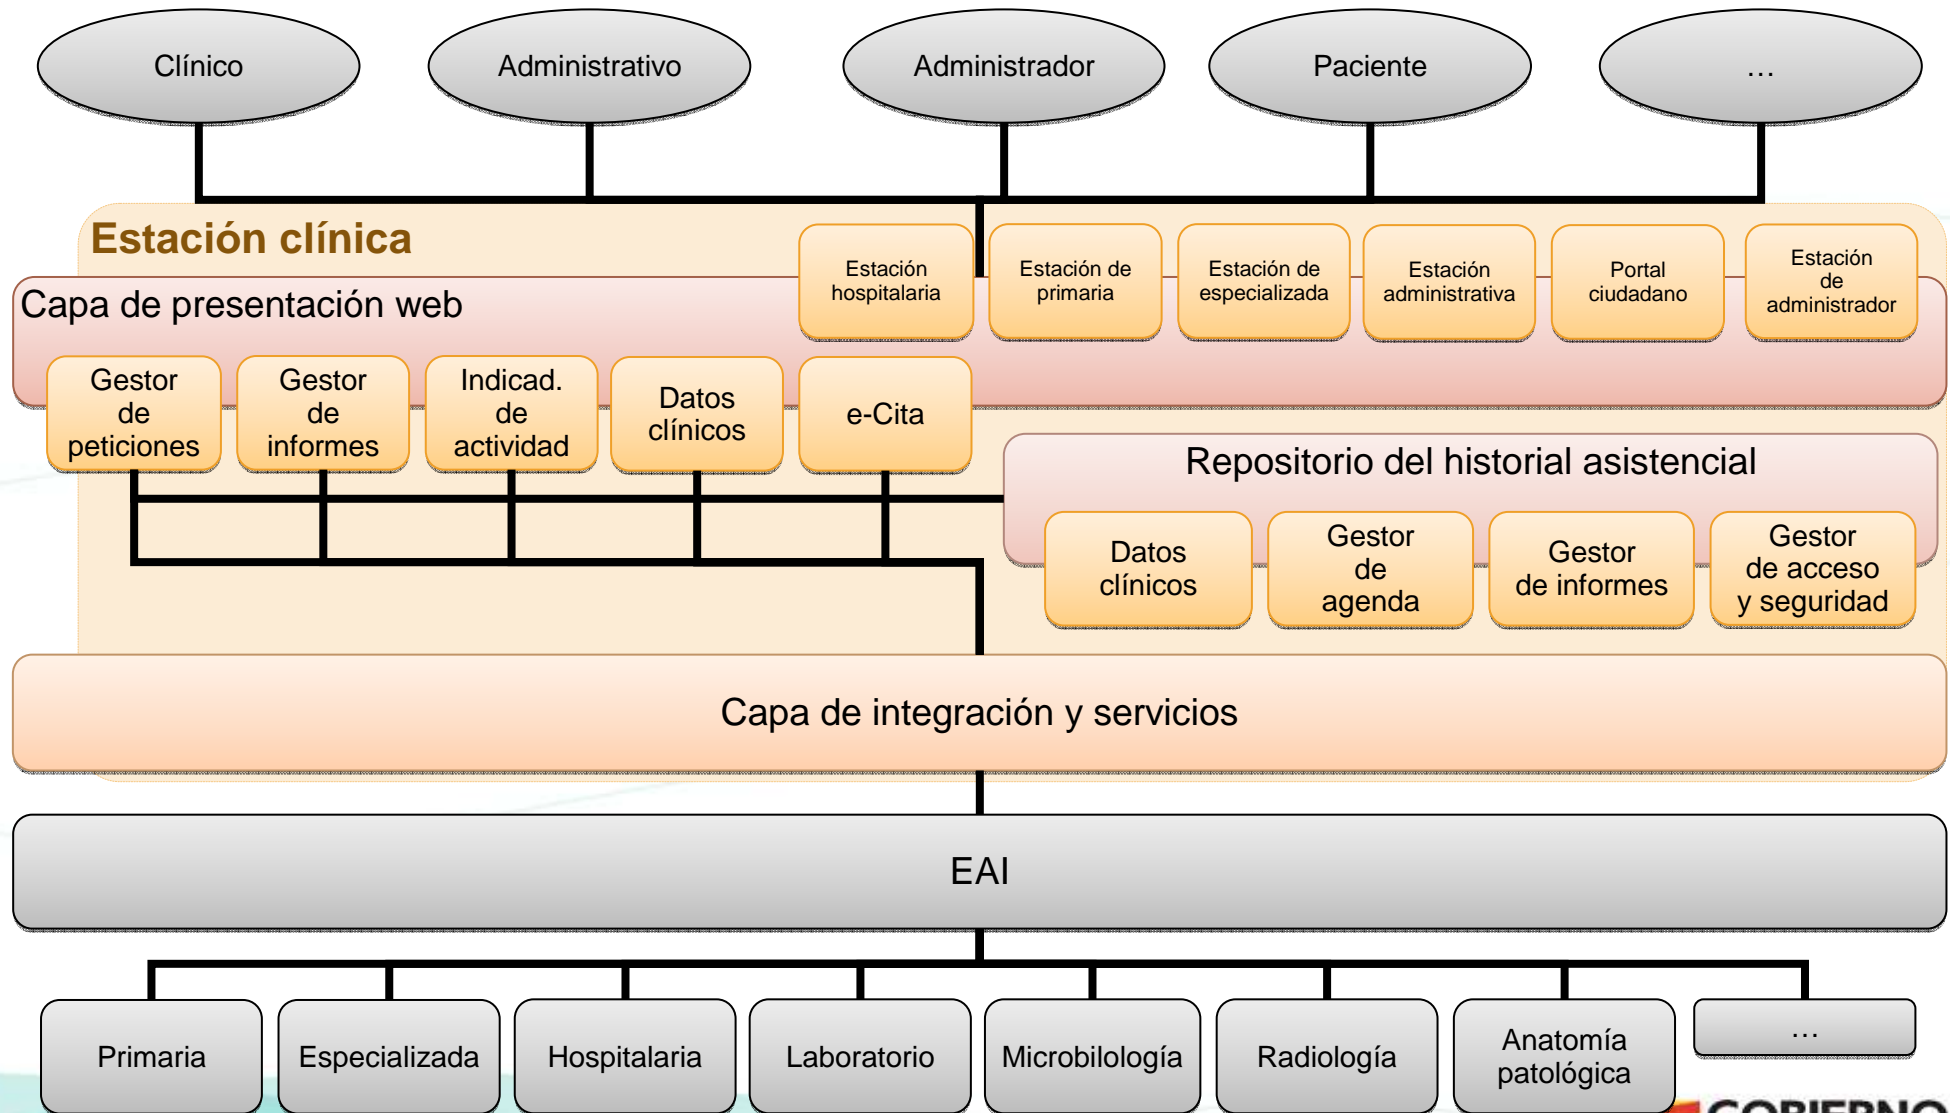 Clínico
Administrativo
Administrador
Paciente
…
Estación clínica
Estación
hospitalaria
Estación de
primaria
Estación de
especializada
Estación
administrativa
Portal
ciudadano
Estación
de
administrador
Capa de presentación web
Gestor
de
peticiones
Gestor
de
informes
Indicad.
de
actividad
Datos
clínicos
e-Cita
Repositorio del historial asistencial
Datos
clínicos
Gestor
de
agenda
Gestor
de informes
Gestor
de acceso
y seguridad
Capa de integración y servicios
EAI
Primaria
Especializada
Hospitalaria
Laboratorio
Microbilología
Radiología
Anatomía
patológica
…
GOBIERNO